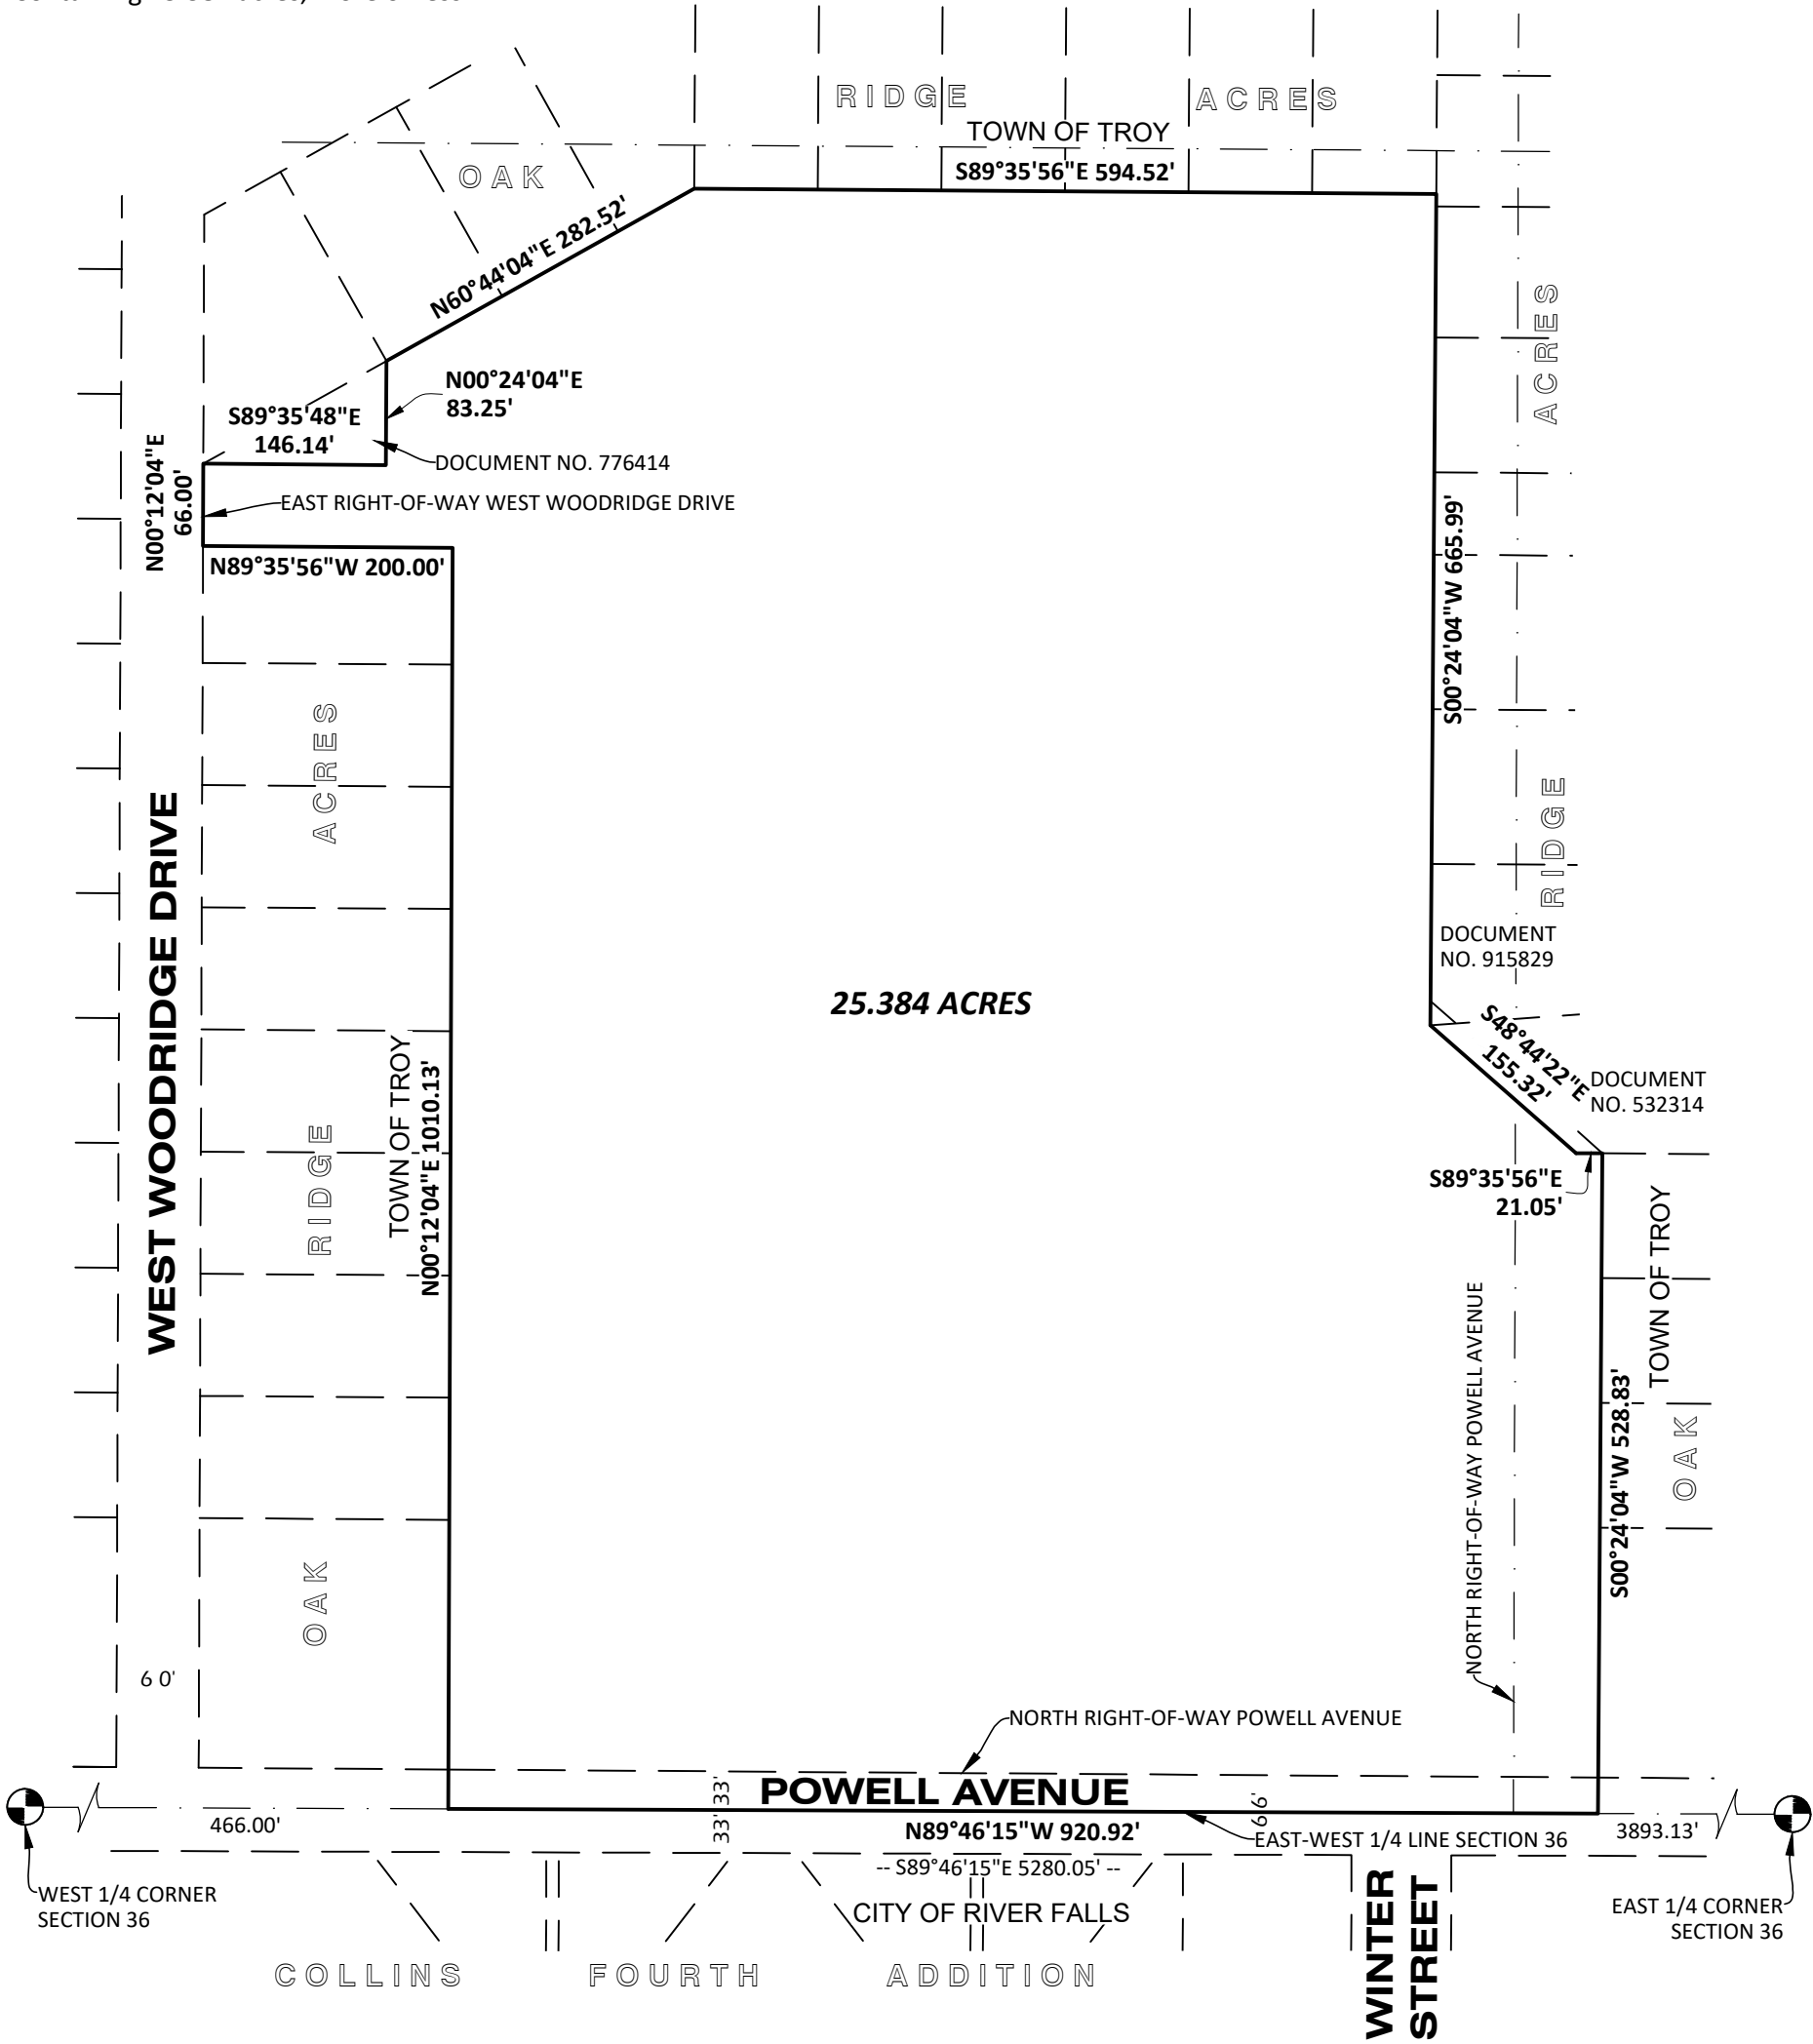 RIDGE ACRES
TOWN OF TROY
S89°35'56"E 594.52'
OAK
N60°44'04"E 282.52'
N00°24'04"E
83.25'
S89°35'48"E
146.14'
DOCUMENT NO. 776414
N00°12'04"E
66.00'
EAST RIGHT-OF-WAY WEST WOODRIDGE DRIVE
N89°35'56"W 200.00'
ACRES
S00°24'04"W 665.99'
RIDGE
ACRES
WEST WOODRIDGE DRIVE
DOCUMENT
NO. 915829
25.384 ACRES
S48°44'22"E
155.32'
DOCUMENT
NO. 532314
TOWN OF TROY
N00°12'04"E 1010.13'
RIDGE
S89°35'56"E
21.05'
TOWN OF TROY
NORTH RIGHT-OF-WAY POWELL AVENUE
S00°24'04"W 528.83'
OAK
OAK
6 0'
NORTH RIGHT-OF-WAY POWELL AVENUE
33' 33'
POWELL AVENUE
66'
466.00'
N89°46'15"W 920.92'
EAST-WEST 1/4 LINE SECTION 36
3893.13'
-- S89°46'15"E 5280.05' --
WEST 1/4 CORNER
SECTION 36
CITY OF RIVER FALLS
WINTER
STREET
EAST 1/4 CORNER
SECTION 36
COLLINS FOURTH ADDITION